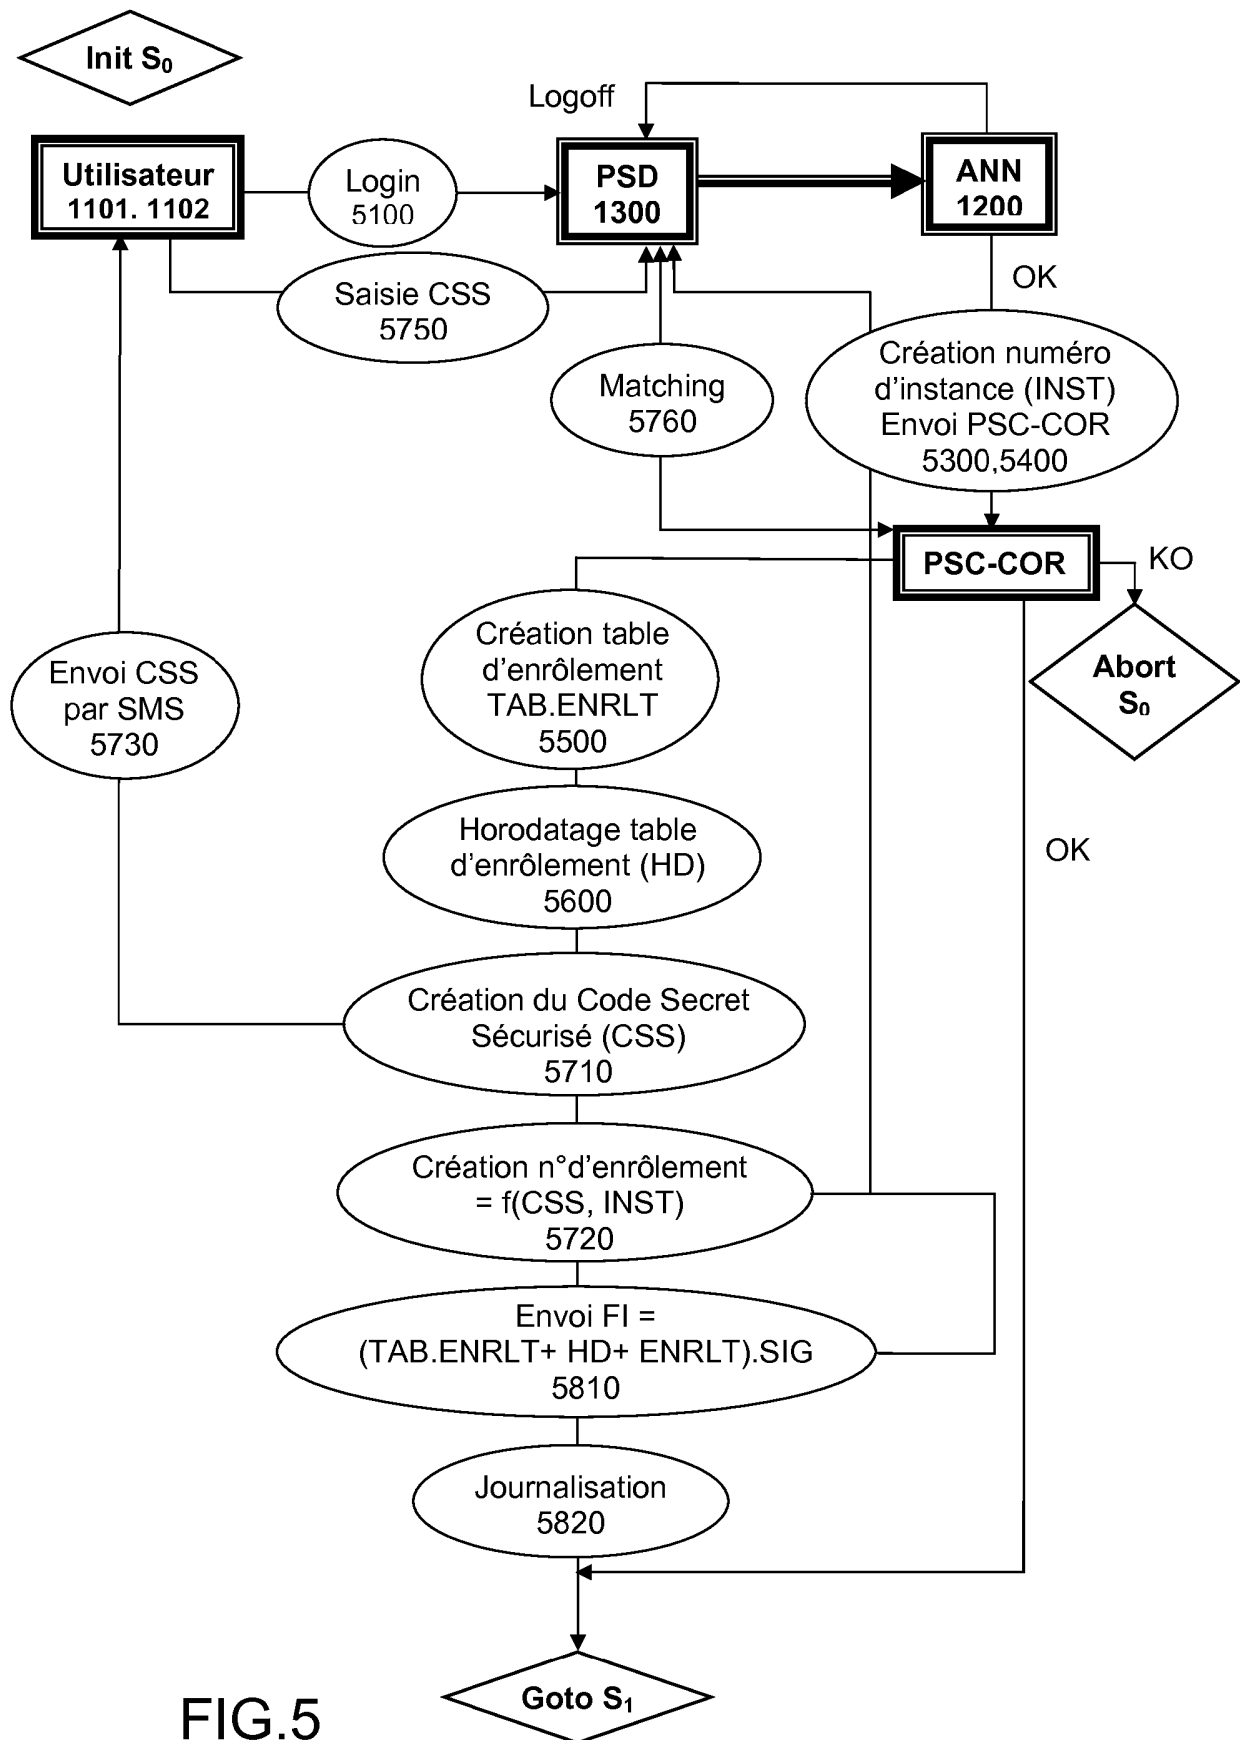 Init S₀
Logoff
Utilisateur
1101. 1102
Login
5100
PSD
1300
ANN
1200
OK
Saisie CSS
5750
Matching
5760
Création numéro
d'instance (INST)
Envoi PSC-COR
5300,5400
PSC-COR
KO
Abort
S₀
Création table
d'enrôlement
TAB.ENRLT
5500
Envoi CSS
par SMS
5730
Horodatage table
d'enrôlement (HD)
5600
OK
Création du Code Secret
Sécurisé (CSS)
5710
Création n°d'enrôlement
= f(CSS, INST)
5720
Envoi FI =
(TAB.ENRLT+ HD+ ENRLT).SIG
5810
Journalisation
5820
Goto S₁
FIG.5